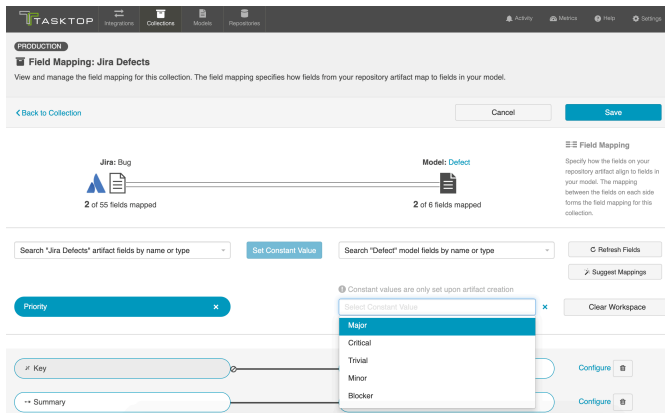 TASKTOP
Integrations
Collections
Models
Repositories
Activity
Metrics
Help
Settings
PRODUCTION
Field Mapping: Jira Defects
View and manage the field mapping for this collection. The field mapping specifies how fields from your repository artifact map to fields in your model.
Back to Collection
Cancel
Save
Jira: Bug
2 of 55 fields mapped
Model: Defect
2 of 6 fields mapped
Field Mapping
Specify how the fields on your
repository artifact align to fields in
your model. The mapping
between the fields on each side
forms the field mapping for this
collection.
Search "Jira Defects" artifact fields by name or type
Set Constant Value
Search "Defect" model fields by name or type
Refresh Fields
Suggest Mappings
Constant values are only set upon artifact creation
Priority
Select Constant Value
Clear Workspace
Major
Critical
Trivial
Minor
Blocker
Key
Configure
Summary
Configure